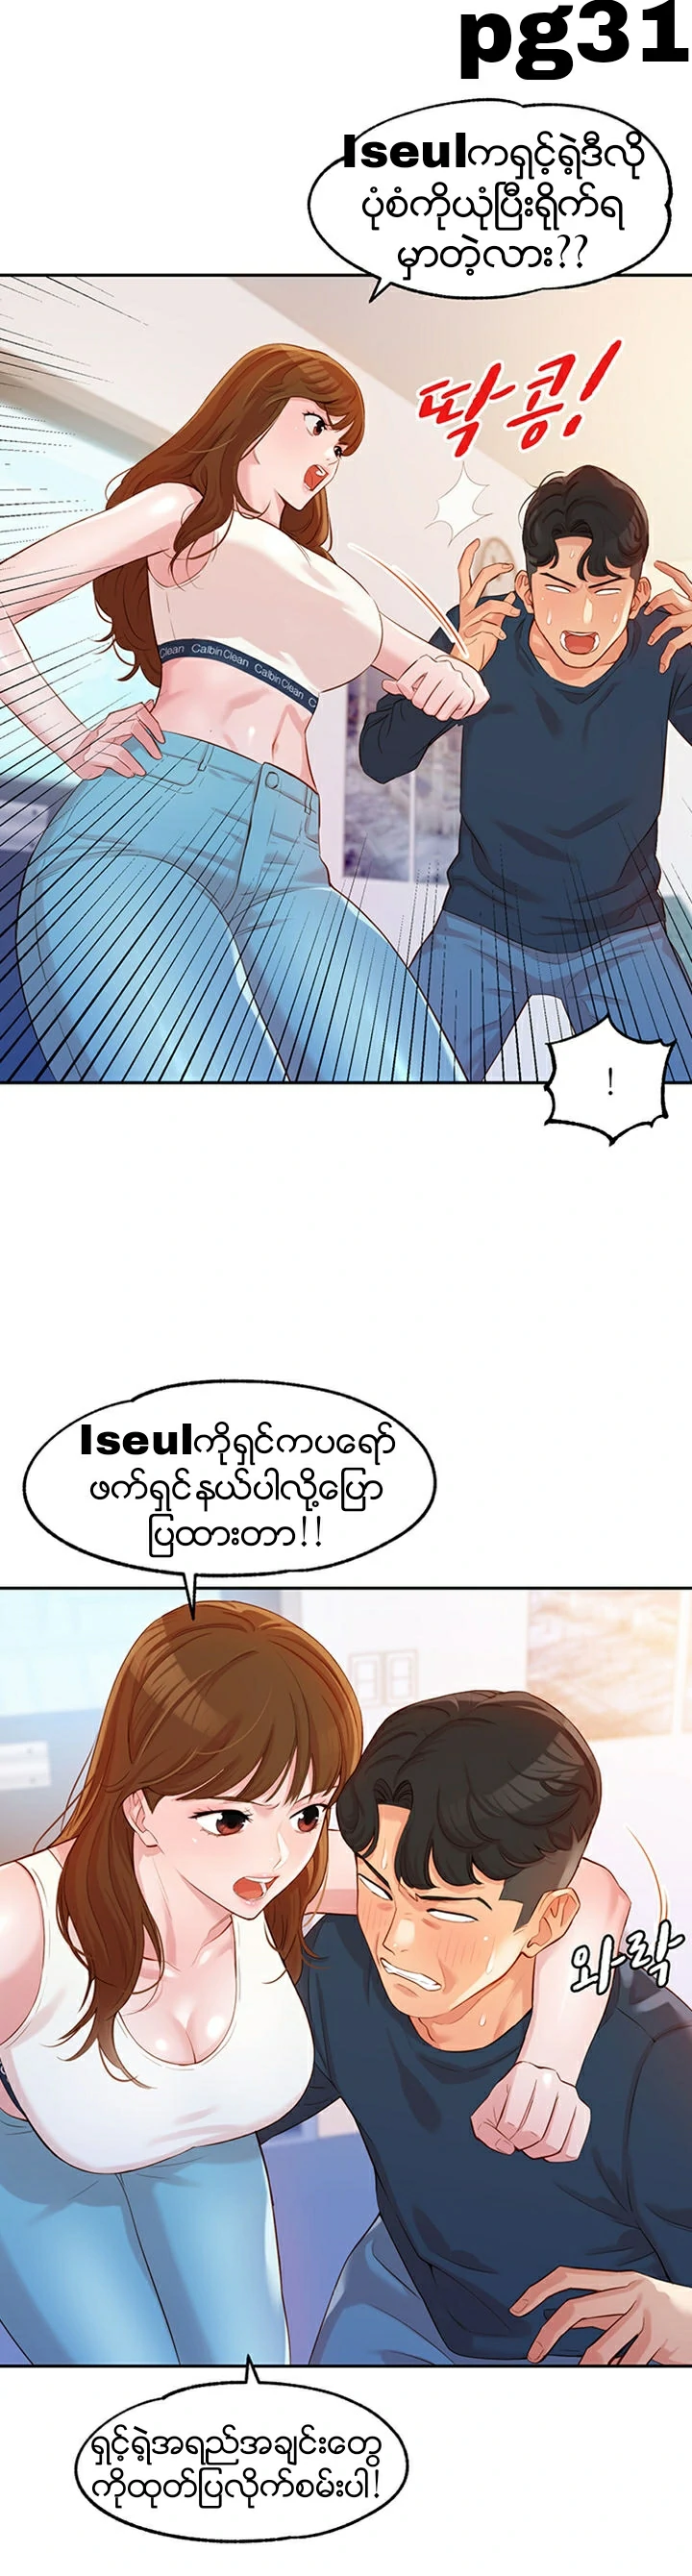 pg31
Iseulကရှင့်ရဲ့ဒီလို
ပုံစံကိုယုံပြီးရိုက်ရ
မှာတဲ့လား??
딱콩!
Clean CalbinClean CalbinClean C
!
Iseulကိုရှင်ကပရော်
ဖက်ရှင်နယ်ပါလို့ပြော
ပြထားတာ!!
와락
ရှင့်ရဲ့အရည်အချင်းတွေ
ကိုထုတ်ပြလိုက်စမ်းပါ!